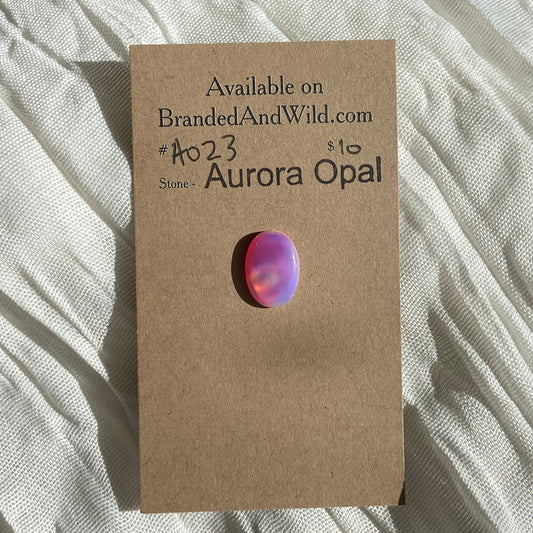 Available on
BrandedAndWild.com
# A023 $10
Stone - Aurora Opal